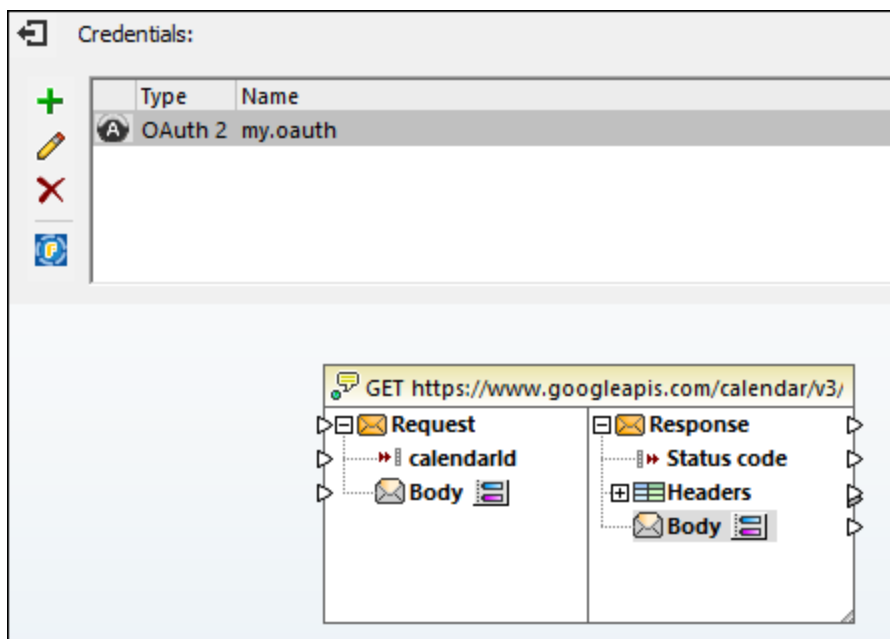 Credentials:
Type Name
OAuth 2 my.oauth
GET https://www.googleapis.com/calendar/v3/
Request Response
calendarId Status code
Body Headers
Body